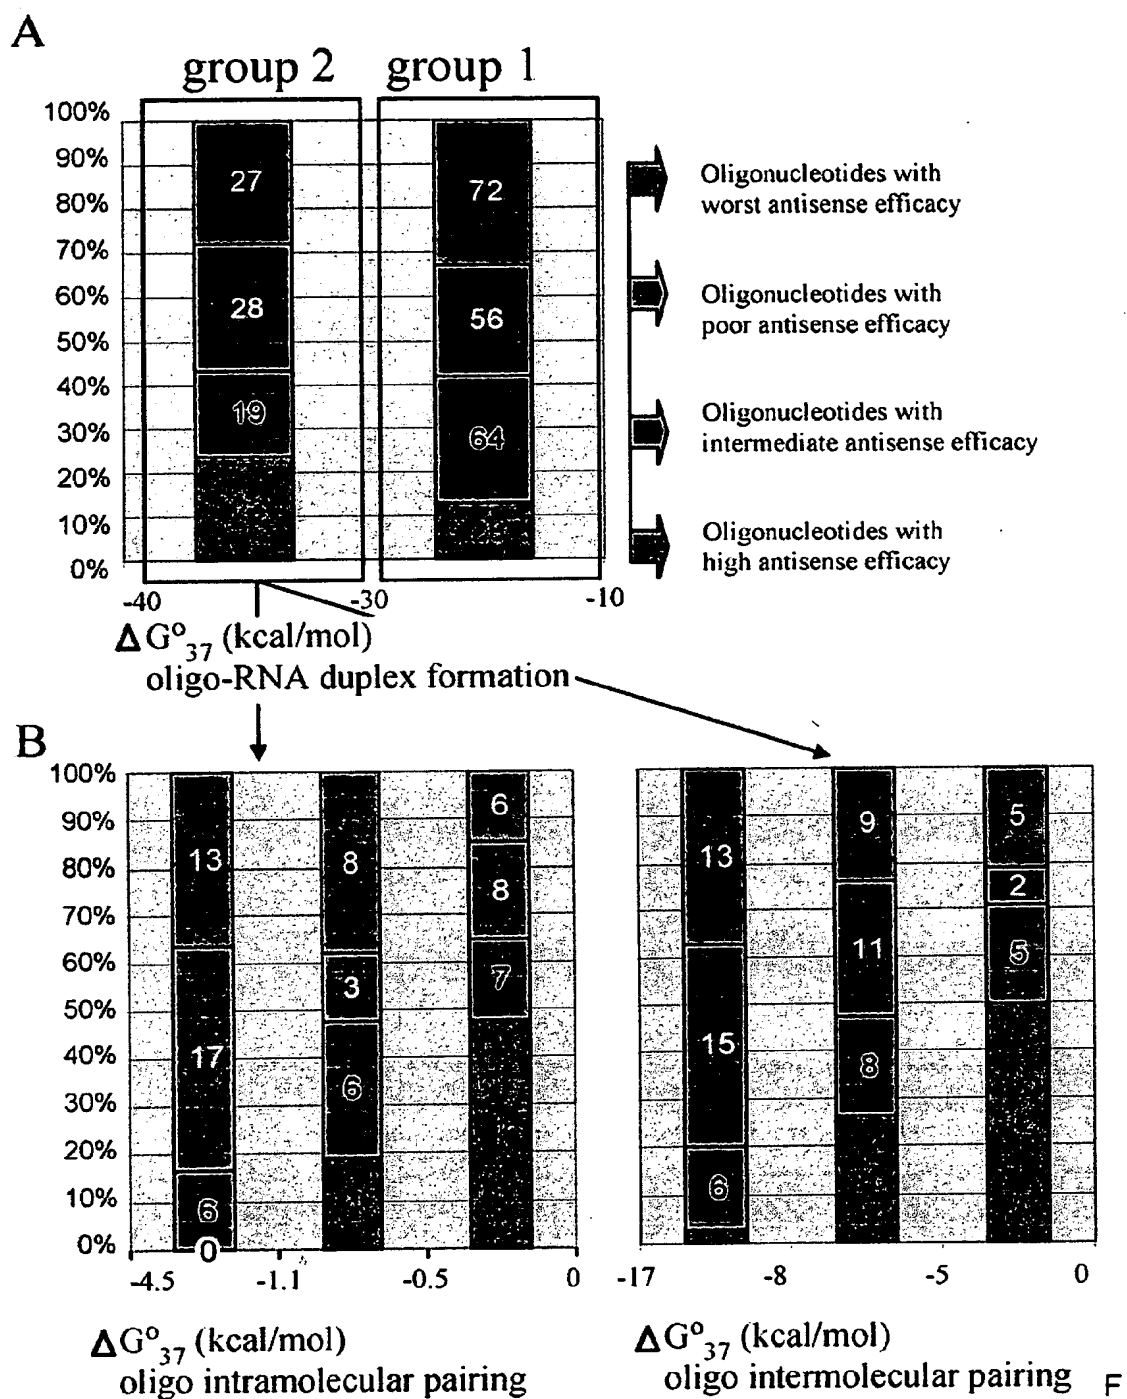 A
group 2 group 1
100%
90%
80%
70%
60%
50%
40%
30%
20%
10%
0%
27
28
19
72
56
64
Oligonucleotides with
worst antisense efficacy
Oligonucleotides with
poor antisense efficacy
Oligonucleotides with
intermediate antisense efficacy
Oligonucleotides with
high antisense efficacy
-40 -30 -10
ΔG°37 (kcal/mol)
oligo-RNA duplex formation
B
100%
90%
80%
70%
60%
50%
40%
30%
20%
10%
0%
13
17
6
0
8
3
6
6
8
7
-4.5 -1.1 -0.5 0
ΔG°37 (kcal/mol)
oligo intramolecular pairing
13
15
6
9
11
8
5
2
5
-17 -8 -5 0
ΔG°37 (kcal/mol)
oligo intermolecular pairing
F